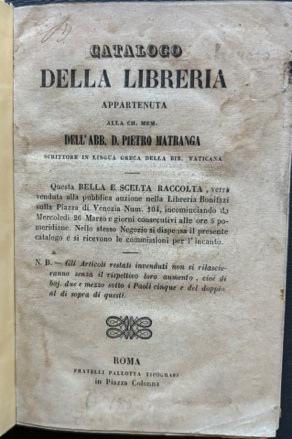 CATALOGO
DELLA LIBRERIA
APPARTENUTA
ALLA CH. MEM.
DELL'ABB. D. PIETRO MATRANGA
SCRITTORE IN LINGUA GRECA DELLA BIB. VATICANA
Questa BELLA E SCELTA RACCOLTA, verrà
venduta alla pubblica auzione nella Libreria Bonifazi
sulla Piazza di Venezia Num. 104, incominciando da
Mercoledì 26 Marzo e giorni consecutivi alle ore 5 po-
meridiane. Nello stesso Negozio si dispensa il presente
catalogo e si ricevono le commissioni per l'incanto.
N. B. — Gli Articoli restati invenduti non si rilasce-
ranno senza il rispettivo loro aumento, cioè di
baj. due e mezzo sotto i Paoli cinque e del doppio
al di sopra di questi.
ROMA
FRATELLI PALLOTTA TIPOGRAFI
in Piazza Colonna